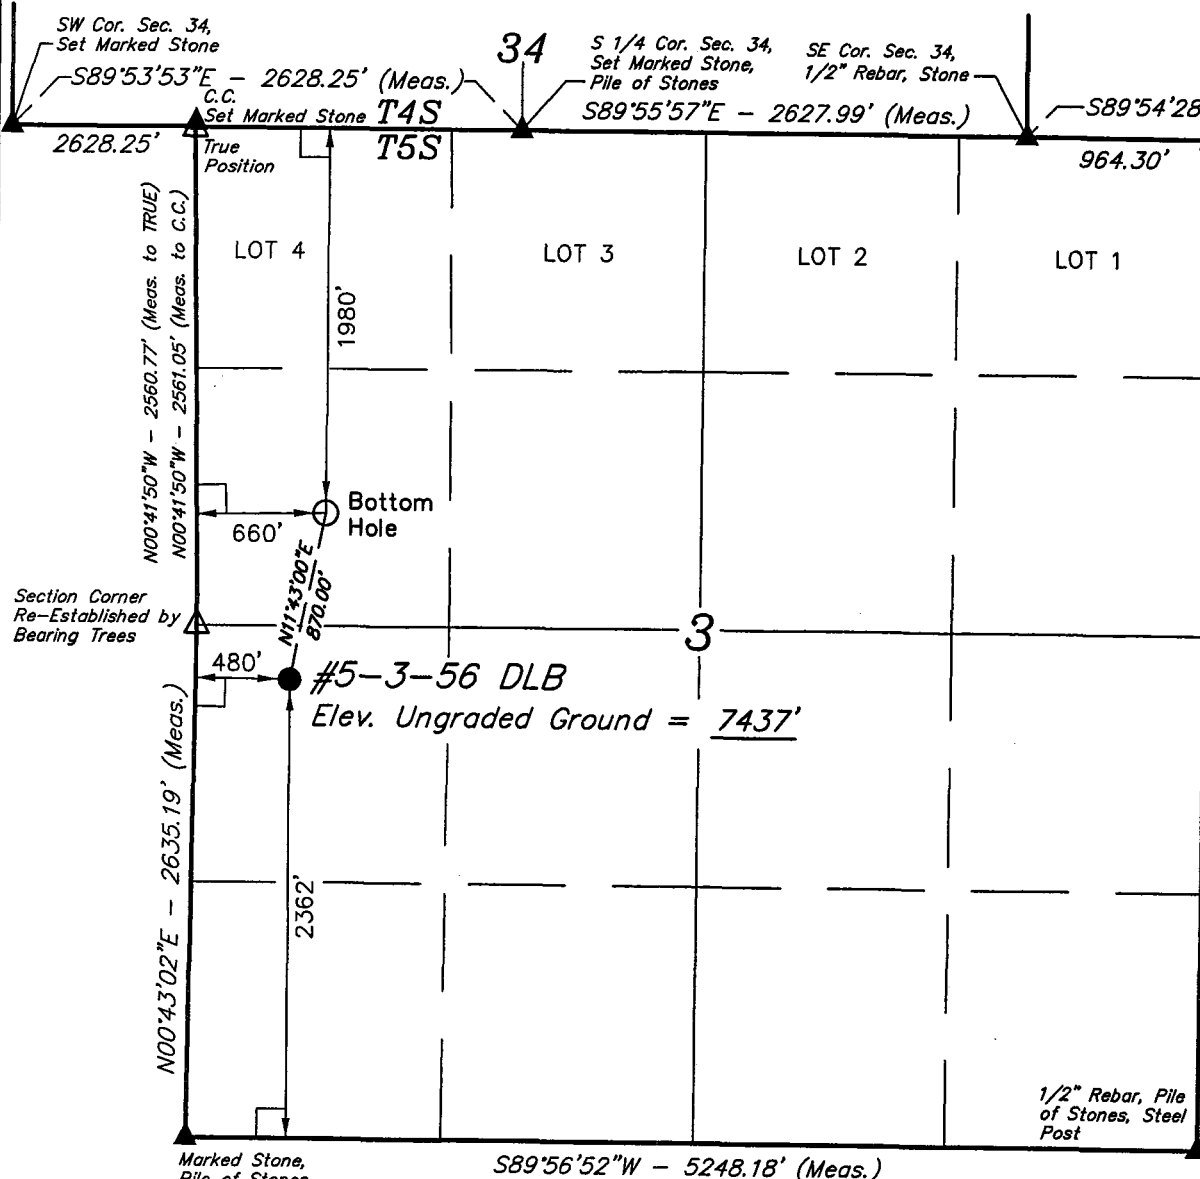 SW Cor. Sec. 34,
Set Marked Stone
34
S 1/4 Cor. Sec. 34,
Set Marked Stone,
Pile of Stones
SE Cor. Sec. 34,
1/2" Rebar, Stone
S89°53'53"E - 2628.25' (Meas.)
S89°55'57"E - 2627.99' (Meas.)
S89°54'28
C.C.
Set Marked Stone
T4S
2628.25'
True
Position
T5S
964.30'
LOT 4
LOT 3
LOT 2
LOT 1
N00°41'50"W - 2560.77' (Meas. to TRUE)
N00°41'50"W - 2561.05' (Meas. to C.C.)
1980'
Bottom
Hole
660'
N11°43'00"E
870.00'
Section Corner
Re-Established by
Bearing Trees
3
480'
#5-3-56 DLB
Elev. Ungraded Ground = 7437'
N00°43'02"E - 2635.19' (Meas.)
2362'
1/2" Rebar, Pile
of Stones, Steel
Post
Marked Stone,
Pile of Stones
S89°56'52"W - 5248.18' (Meas.)